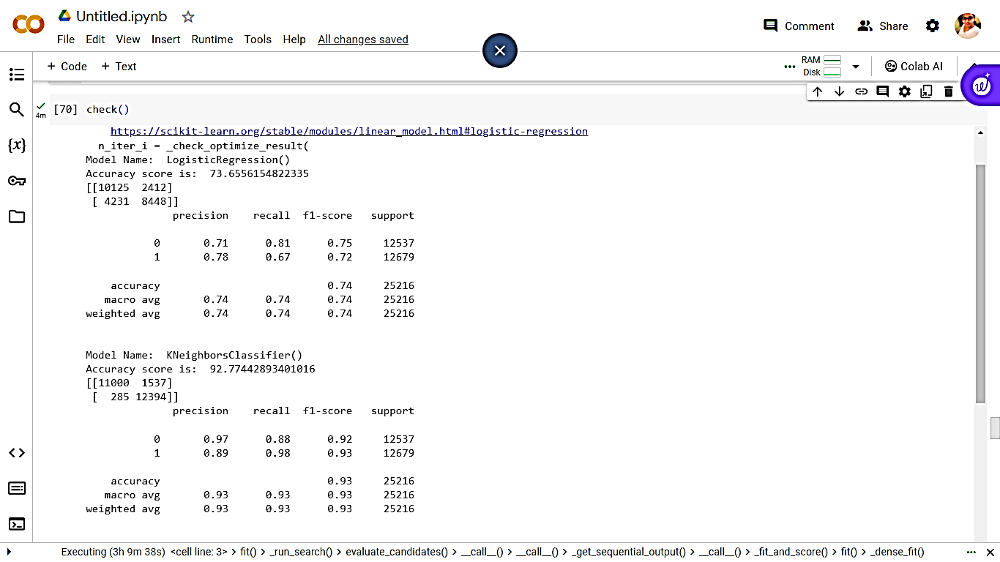 Untitled.ipynb
File Edit View Insert Runtime Tools Help All changes saved
Comment Share
+ Code + Text
RAM
Disk
Colab AI
4m
[70] check()
https://scikit-learn.org/stable/modules/linear_model.html#logistic-regression
n_iter_i = _check_optimize_result(
Model Name:  LogisticRegression()
Accuracy score is:  73.6556154822335
[[10125  2412]
 [ 4231  8448]]
precision    recall  f1-score   support
0       0.71      0.81      0.75     12537
1       0.78      0.67      0.72     12679
accuracy                           0.74     25216
macro avg       0.74      0.74      0.74     25216
weighted avg       0.74      0.74      0.74     25216
Model Name:  KNeighborsClassifier()
Accuracy score is:  92.77442893401016
[[11000  1537]
 [  285 12394]]
precision    recall  f1-score   support
0       0.97      0.88      0.92     12537
1       0.89      0.98      0.93     12679
accuracy                           0.93     25216
macro avg       0.93      0.93      0.93     25216
weighted avg       0.93      0.93      0.93     25216
Executing (3h 9m 38s) <cell line: 3> > fit() > _run_search() > evaluate_candidates() > __call__() > __call__() > _get_sequential_output() > __call__() > _fit_and_score() > fit() > _dense_fit()